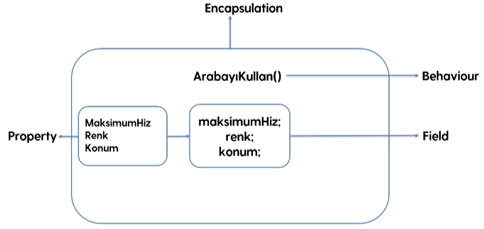 Encapsulation
ArabayıKullan()
Behaviour
Property
MaksimumHiz
Renk
Konum
maksimumHiz;
renk;
konum;
Field